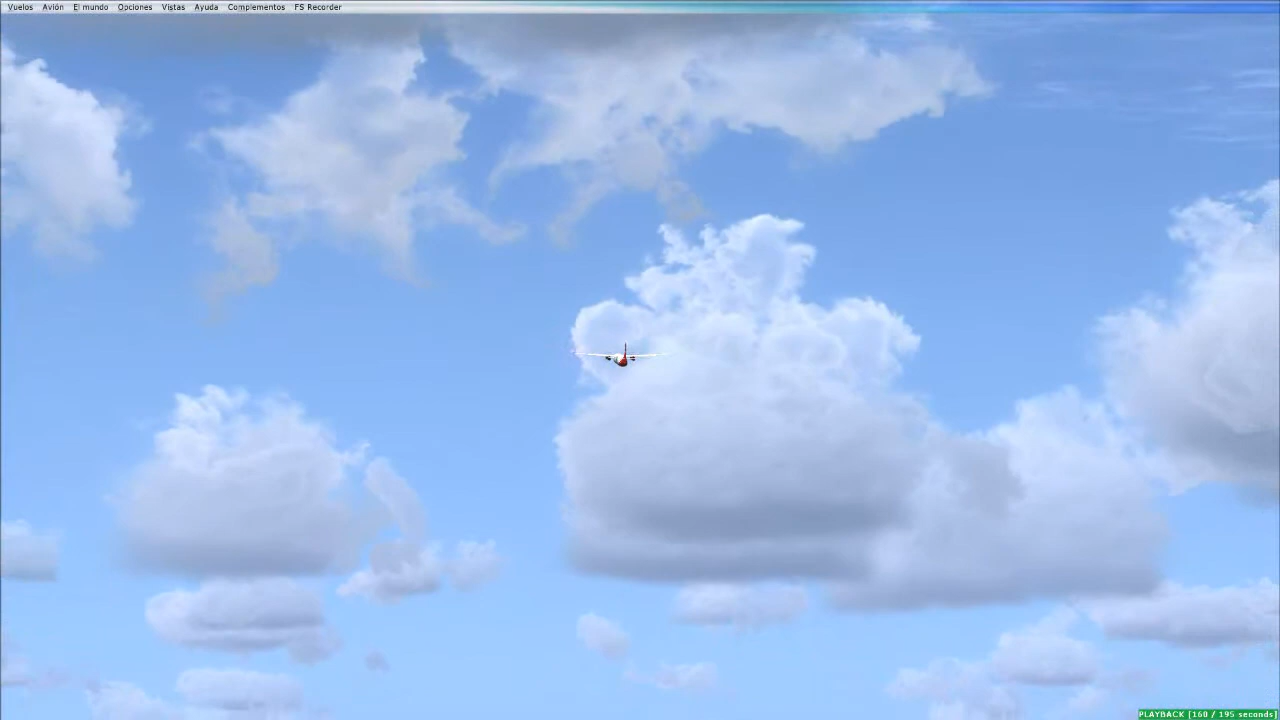 Vuelos Avión El mundo Opciones Vistas Ayuda Complementos FS Recorder
PLAYBACK [160 / 195 seconds]